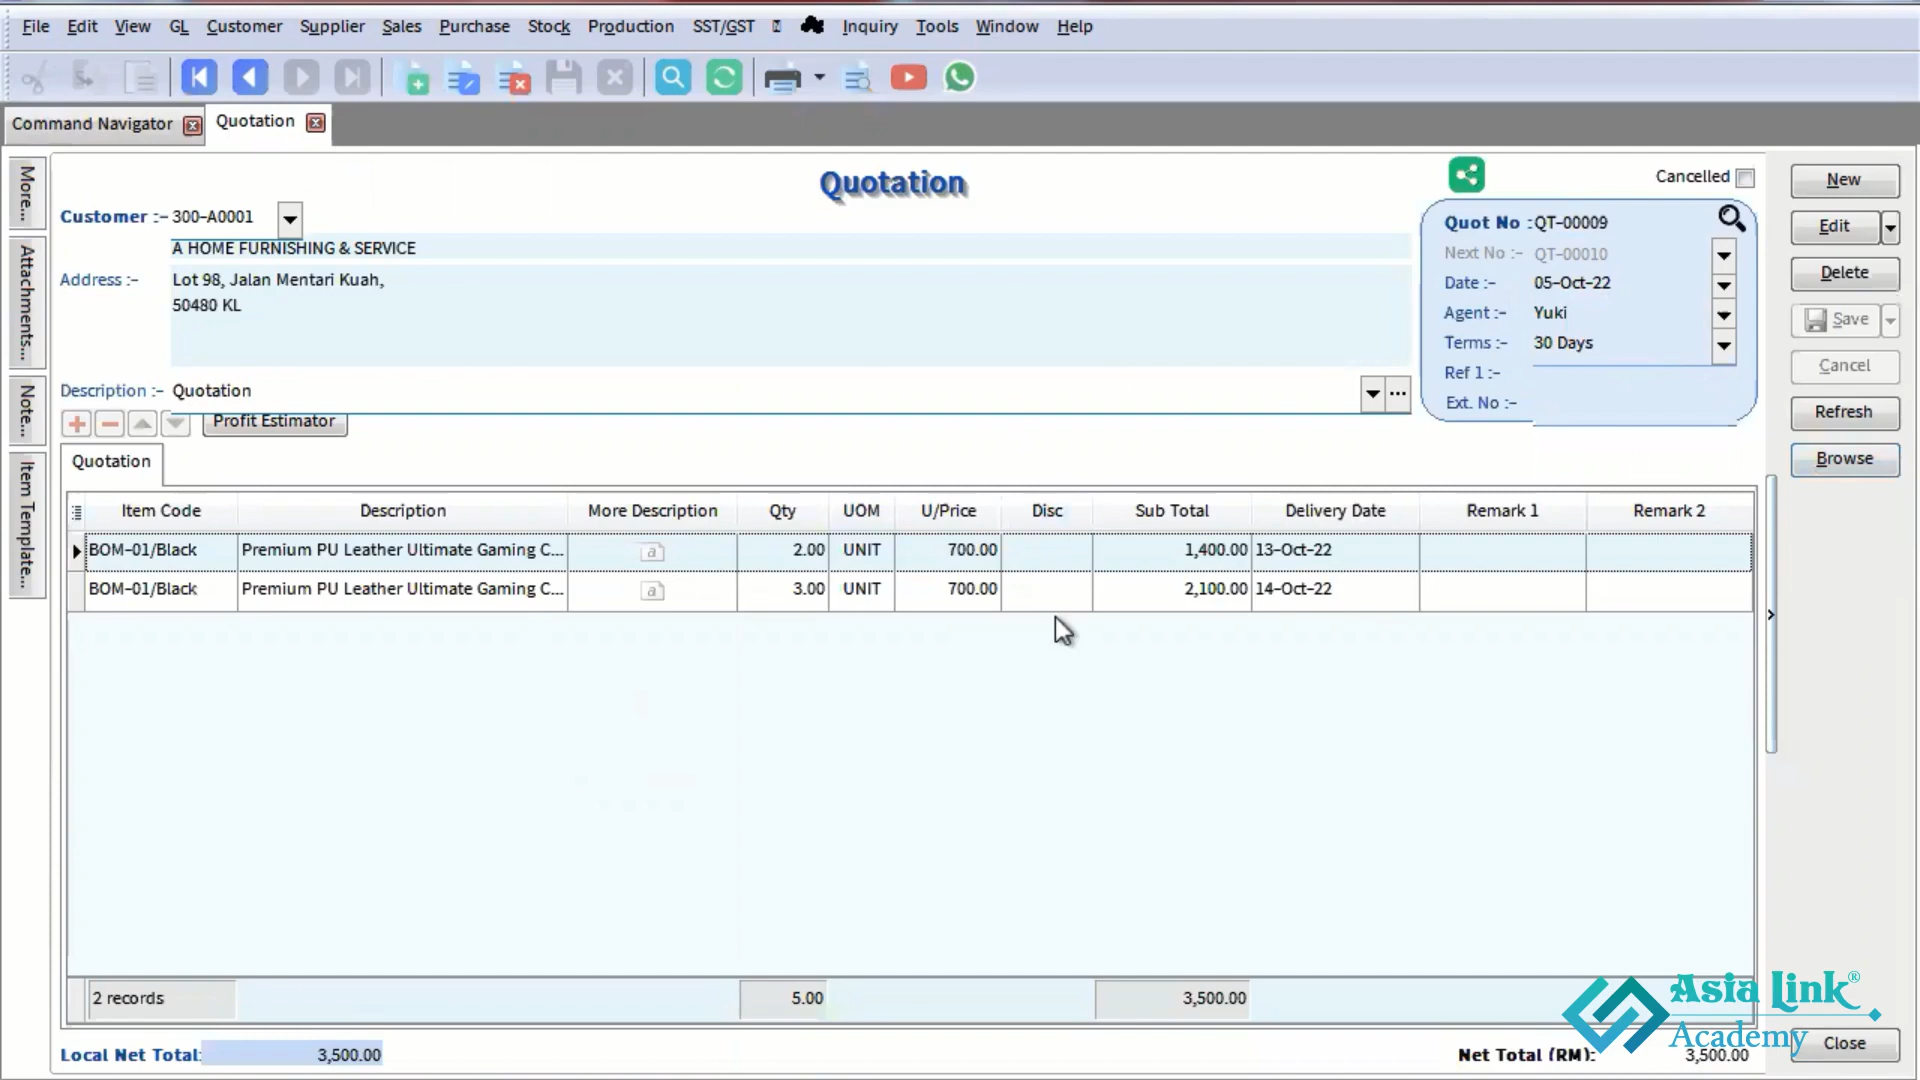 File Edit View GL Customer Supplier Sales Purchase Stock Production SST/GST Inquiry Tools Window Help
Command Navigator Quotation
More...
Attachments...
Note...
Item Template...
Quotation
Cancelled
Customer :- 300-A0001
A HOME FURNISHING & SERVICE
Address :- Lot 98, Jalan Mentari Kuah,
50480 KL
Description :- Quotation
Quot No : QT-00009
Next No :- QT-00010
Date :- 05-Oct-22
Agent :- Yuki
Terms :- 30 Days
Ref 1 :-
Ext. No :-
New
Edit
Delete
Save
Cancel
Refresh
Browse
Profit Estimator
Quotation
Item Code Description More Description Qty UOM U/Price Disc Sub Total Delivery Date Remark 1 Remark 2
BOM-01/Black Premium PU Leather Ultimate Gaming C... a 2.00 UNIT 700.00 1,400.00 13-Oct-22
BOM-01/Black Premium PU Leather Ultimate Gaming C... a 3.00 UNIT 700.00 2,100.00 14-Oct-22
2 records 5.00 3,500.00
Local Net Total: 3,500.00
Net Total (RM): 3,500.00
Asia Link®
Academy
Close